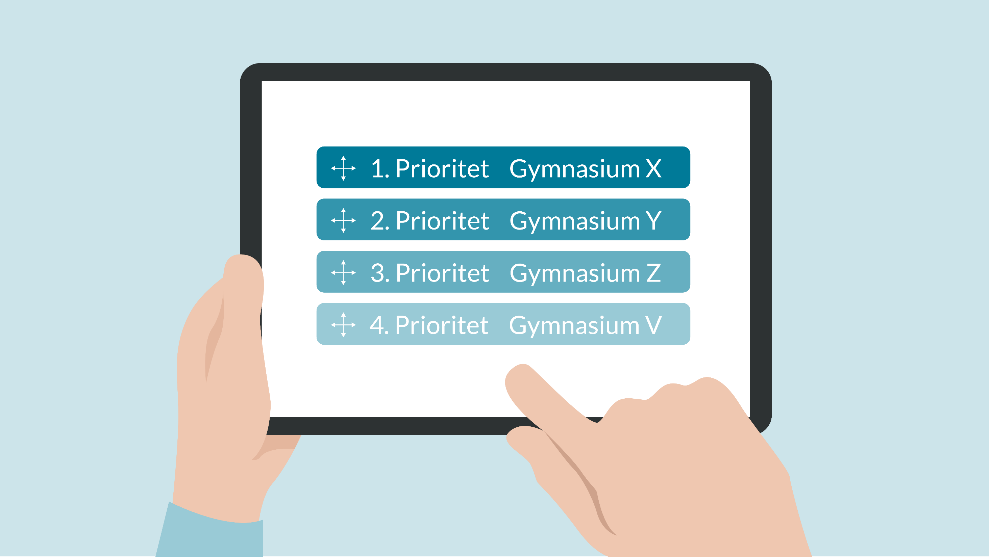 1. Prioritet Gymnasium X
2. Prioritet Gymnasium Y
3. Prioritet Gymnasium Z
4. Prioritet Gymnasium V